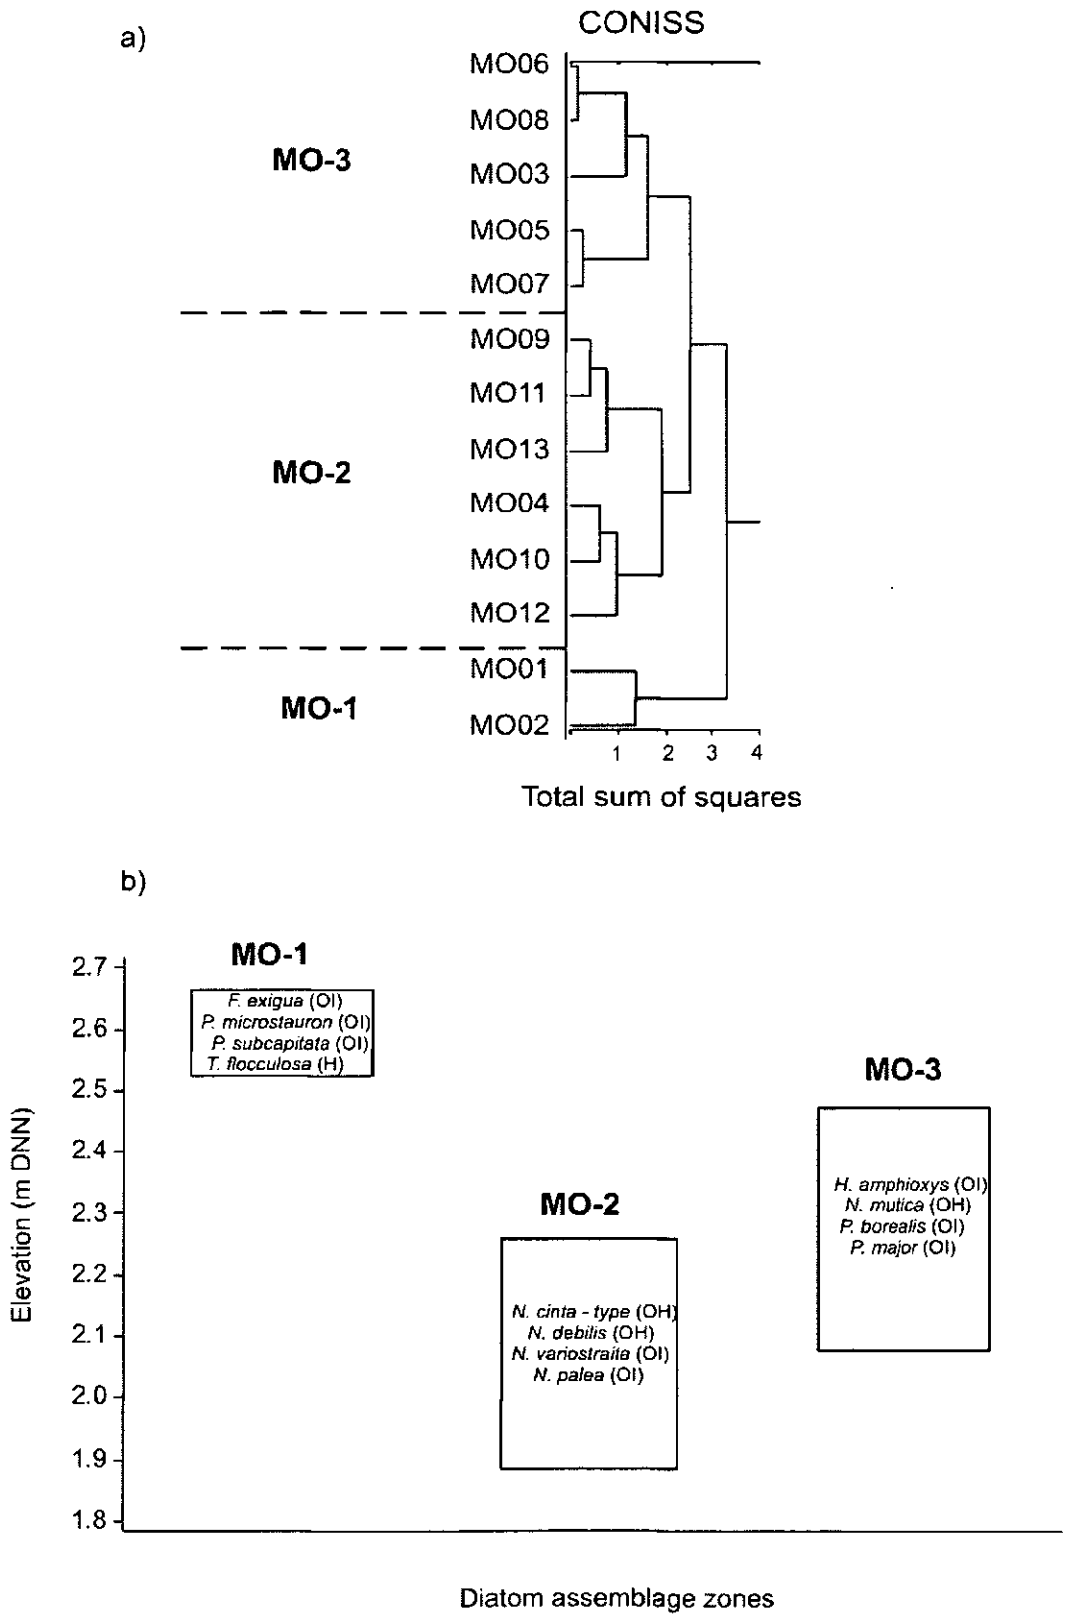 a)
CONISS
MO06
MO08
MO03
MO05
MO07
MO09
MO11
MO13
MO04
MO10
MO12
MO01
MO02
MO-3
MO-2
MO-1
1 2 3 4
Total sum of squares
b)
Elevation (m DNN)
2.7
2.6
2.5
2.4
2.3
2.2
2.1
2.0
1.9
1.8
MO-1
F. exigua (OI)
P. microstauron (OI)
P. subcapitata (OI)
T. flocculosa (H)
MO-2
N. cinta - type (OH)
N. debilis (OH)
N. variostraita (OI)
N. palea (OI)
MO-3
H. amphioxys (OI)
N. mutica (OH)
P. borealis (OI)
P. major (OI)
Diatom assemblage zones